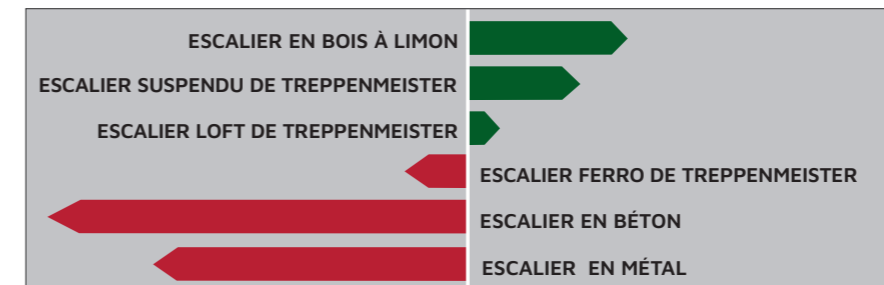 ESCALIER EN BOIS À LIMON
ESCALIER SUSPENDU DE TREPPENMEISTER
ESCALIER LOFT DE TREPPENMEISTER
ESCALIER FERRO DE TREPPENMEISTER
ESCALIER EN BÉTON
ESCALIER EN MÉTAL